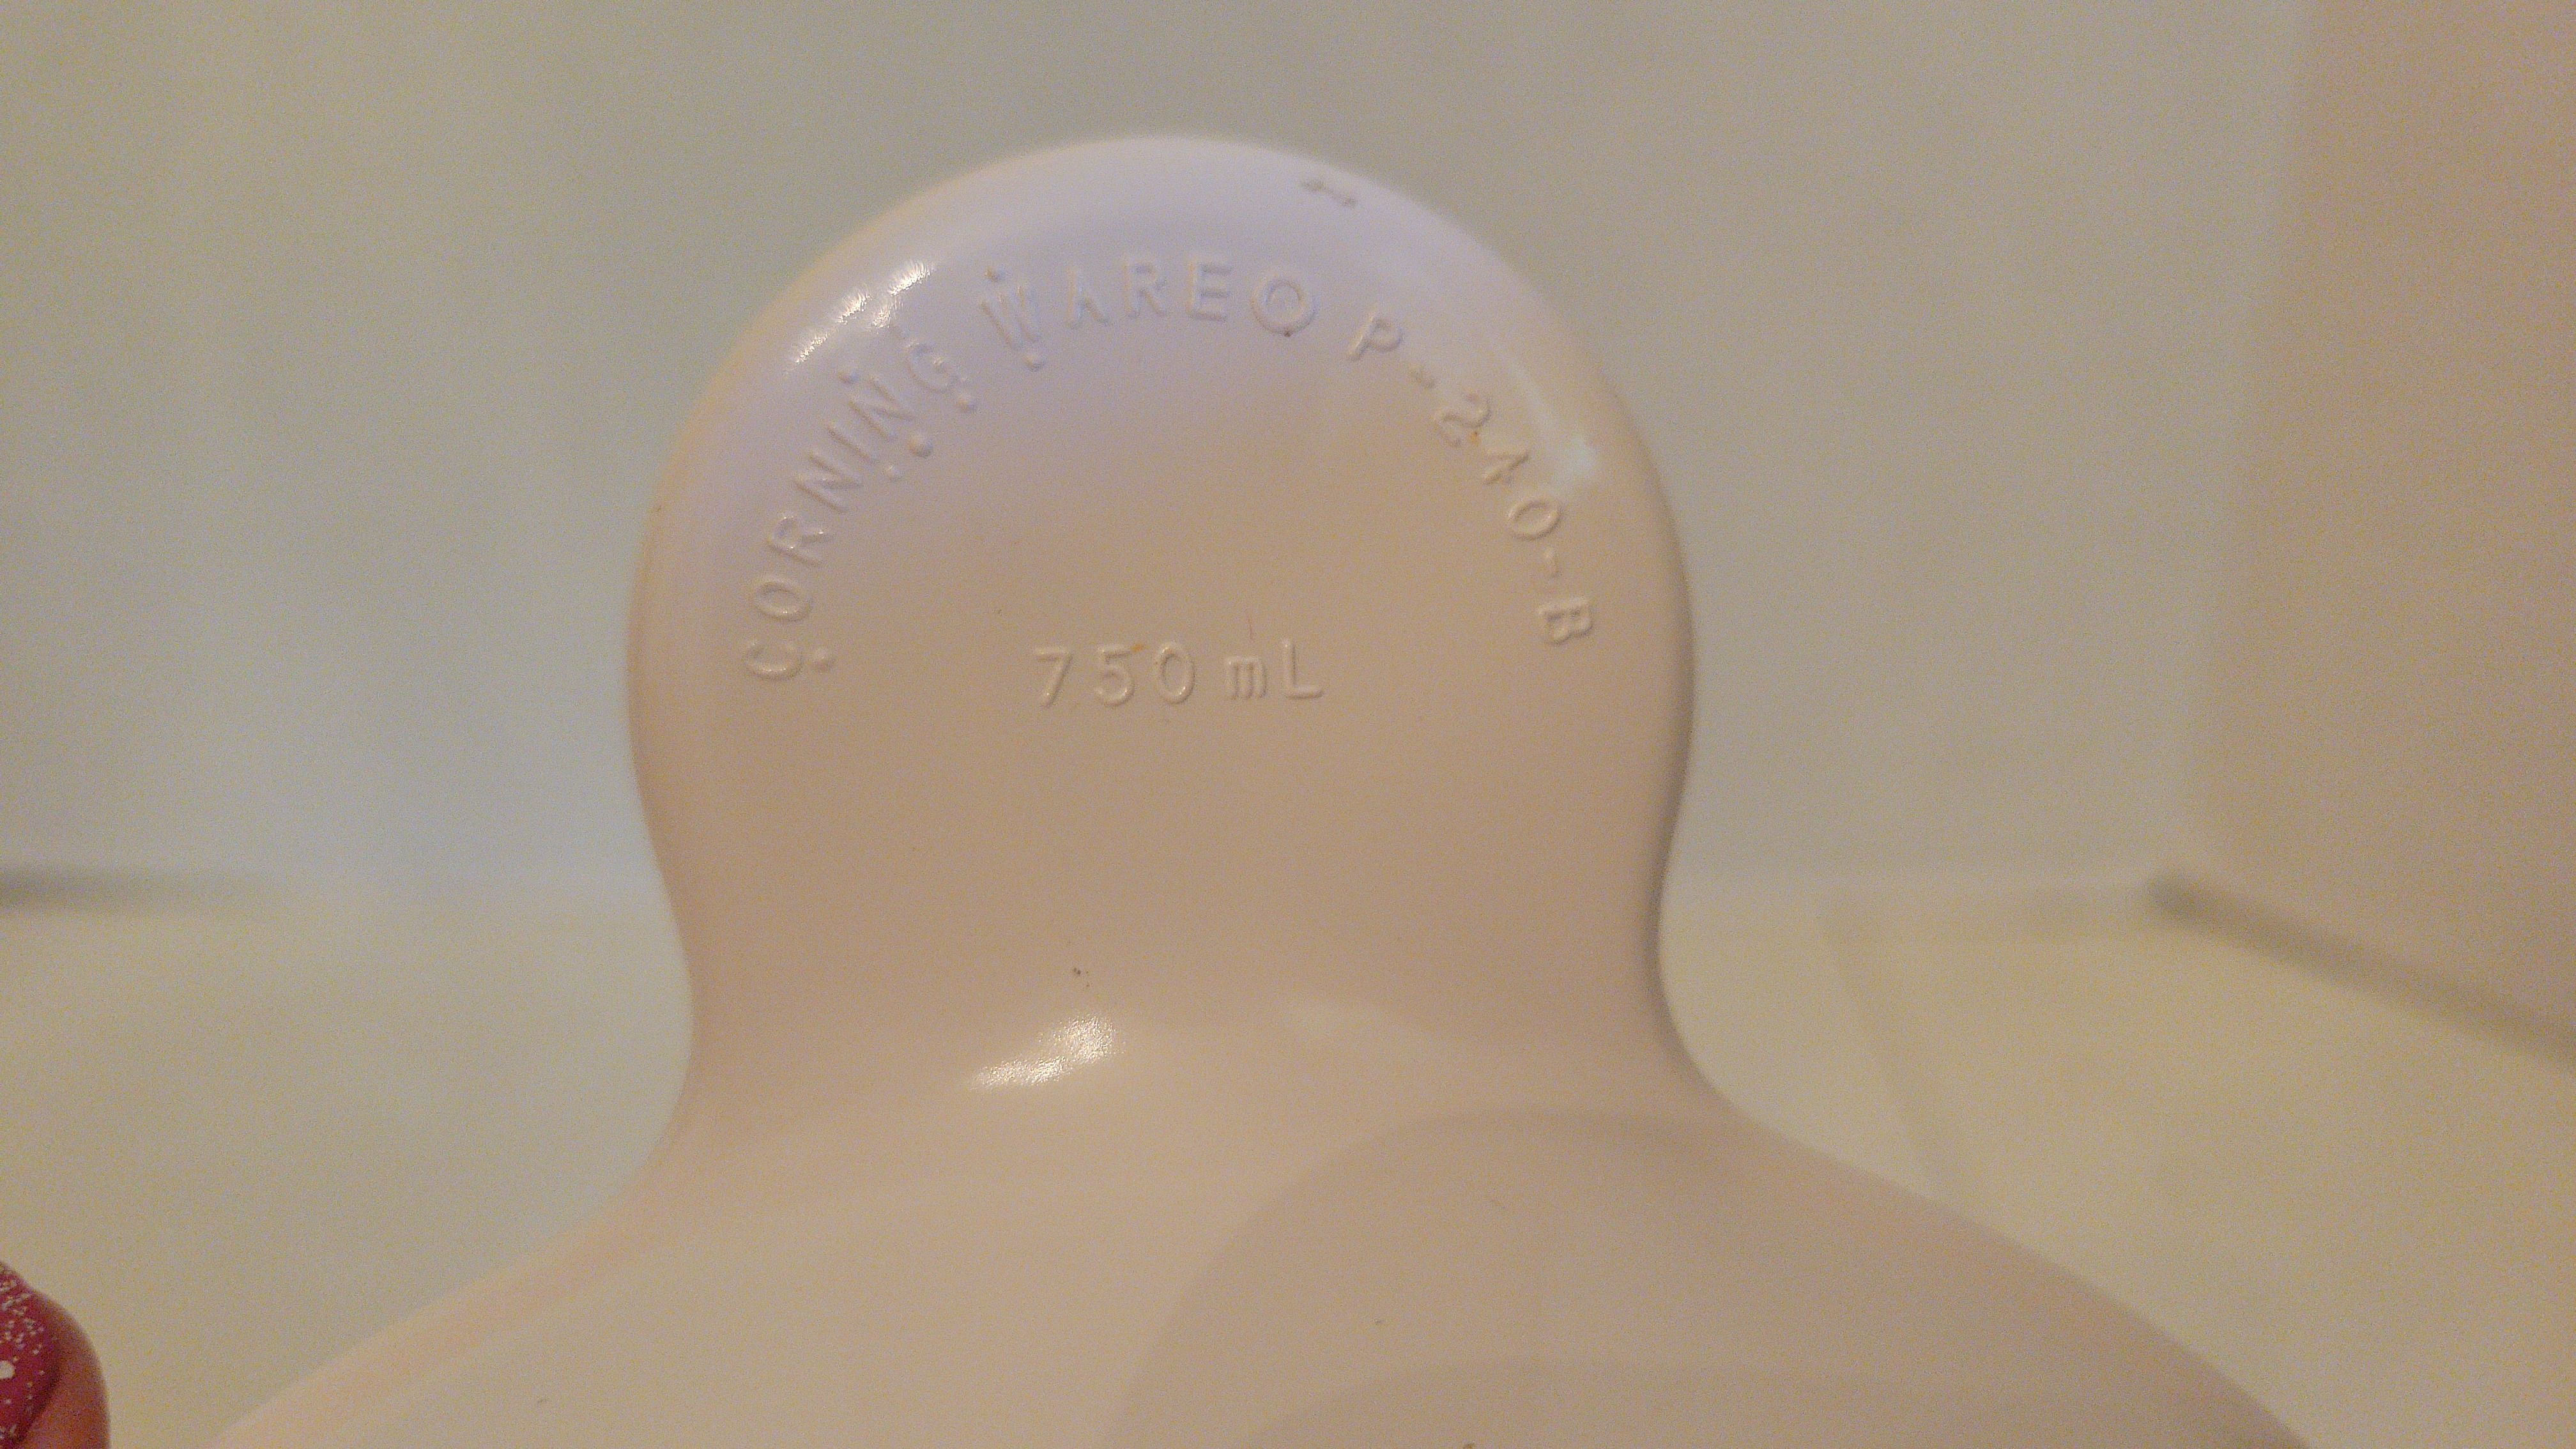 CORNING WARE® P-240-B
750 mL